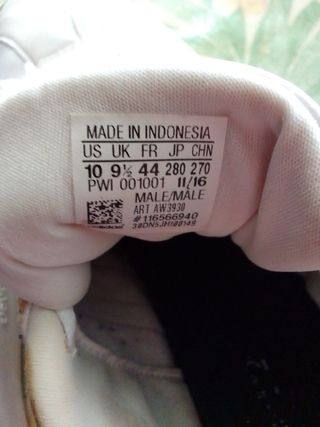 MADE IN INDONESIA
US UK FR JP CHN
10 9½ 44 280 270
PWI 001001 11/16
MALE/MÂLE
ART AW3930
#116566940